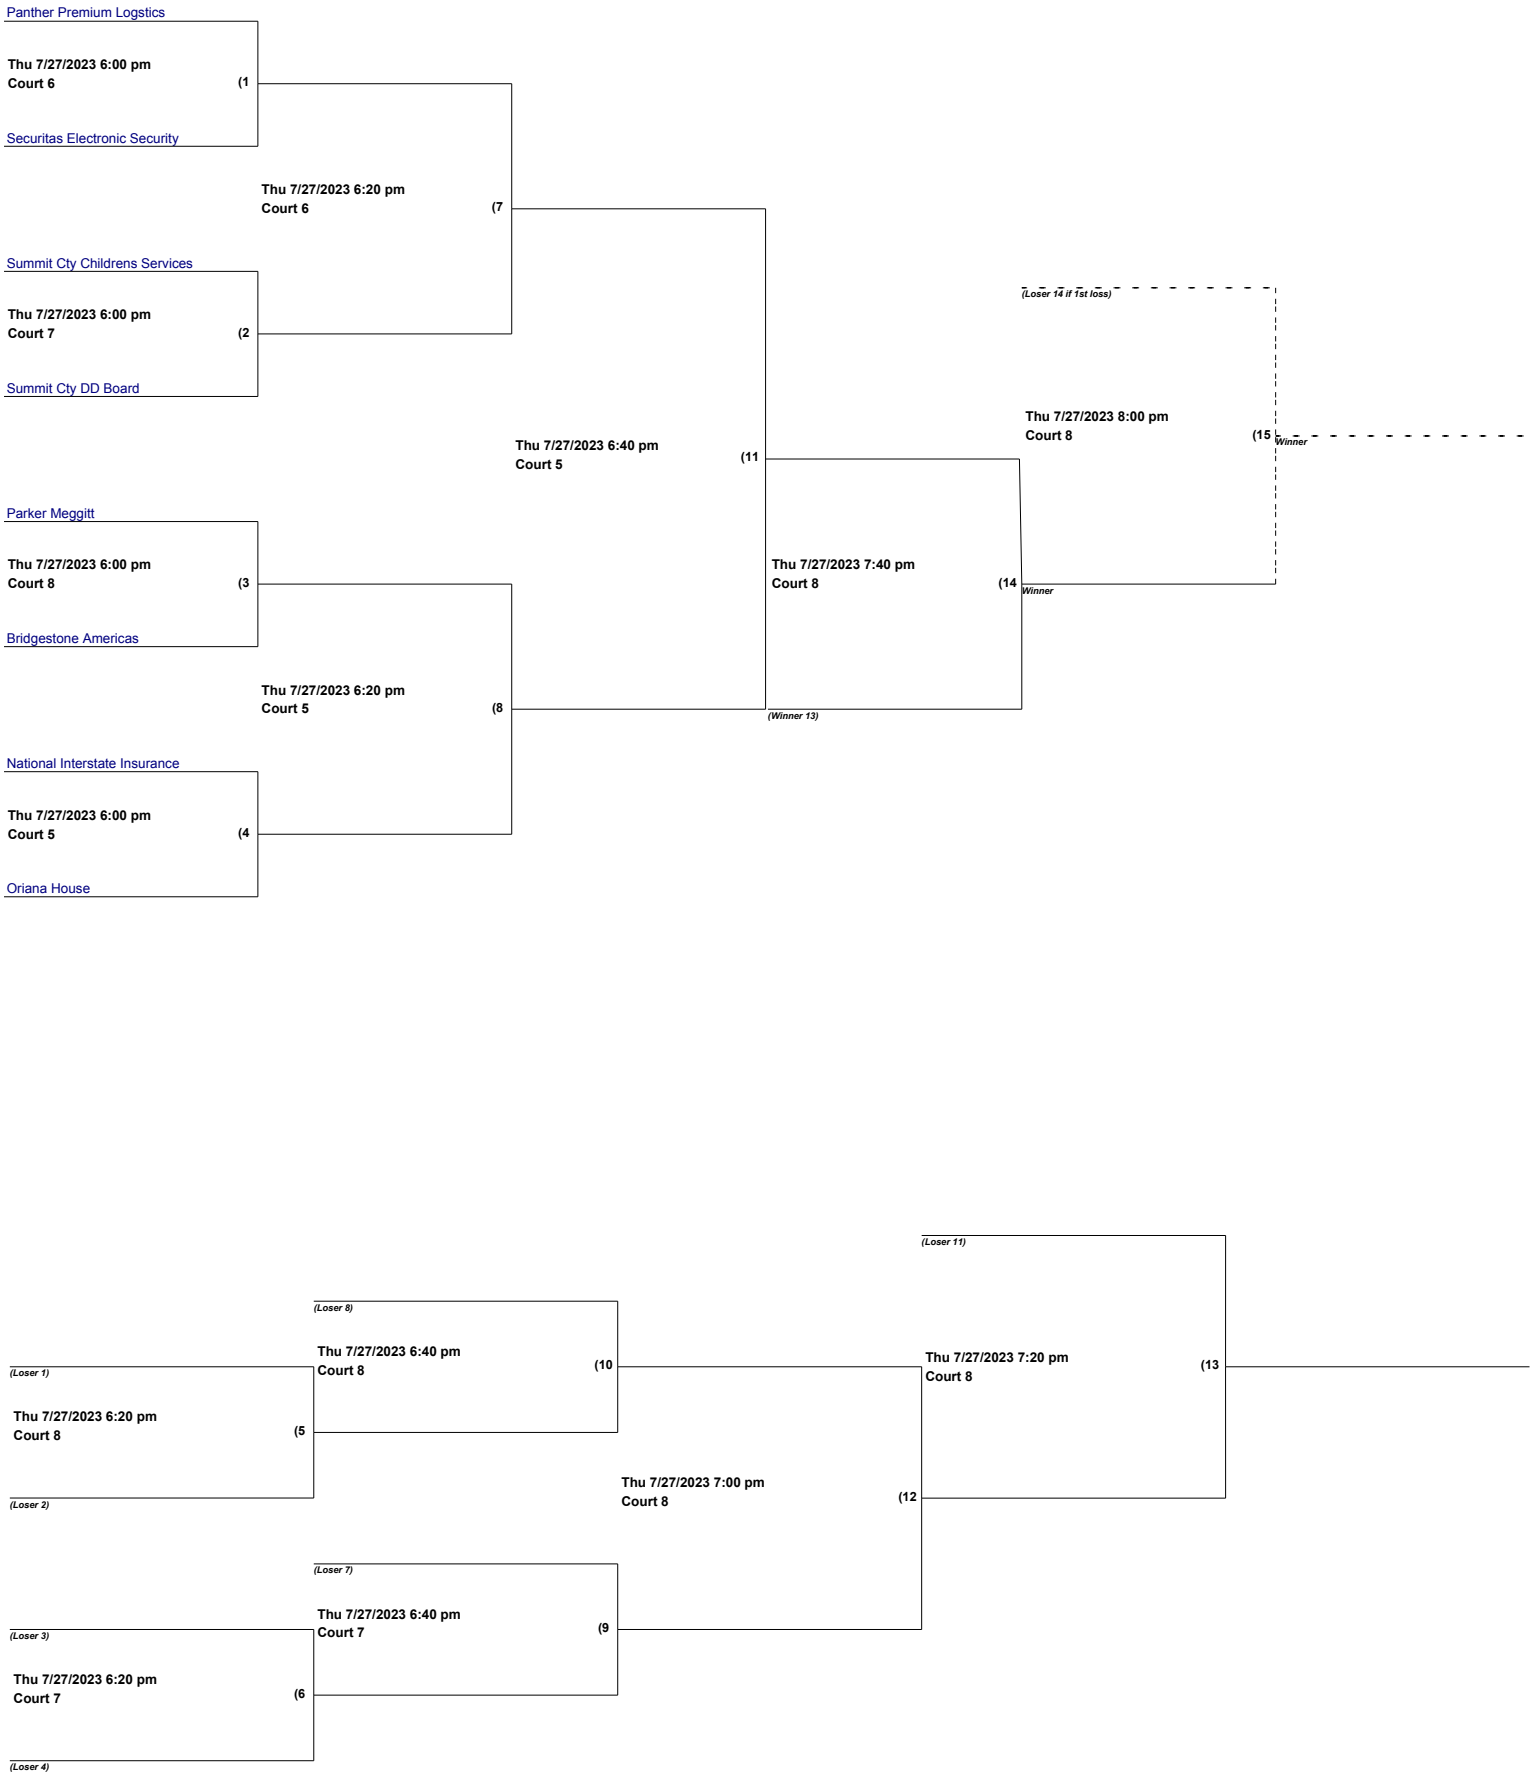 Panther Premium Logstics
Thu 7/27/2023 6:00 pm
Court 6
(1
Securitas Electronic Security
Thu 7/27/2023 6:20 pm
Court 6
(7
Summit Cty Childrens Services
Thu 7/27/2023 6:00 pm
Court 7
(2
Summit Cty DD Board
Thu 7/27/2023 6:40 pm
Court 5
(11
(Loser 14 if 1st loss)
Thu 7/27/2023 8:00 pm
Court 8
(15
Winner
Parker Meggitt
Thu 7/27/2023 6:00 pm
Court 8
(3
Bridgestone Americas
Thu 7/27/2023 7:40 pm
Court 8
(14
Winner
Thu 7/27/2023 6:20 pm
Court 5
(8
(Winner 13)
National Interstate Insurance
Thu 7/27/2023 6:00 pm
Court 5
(4
Oriana House
(Loser 11)
(Loser 8)
Thu 7/27/2023 6:40 pm
Court 8
(10
Thu 7/27/2023 7:20 pm
Court 8
(13
(Loser 1)
Thu 7/27/2023 6:20 pm
Court 8
(5
(Loser 2)
Thu 7/27/2023 7:00 pm
Court 8
(12
(Loser 7)
Thu 7/27/2023 6:40 pm
Court 7
(9
(Loser 3)
Thu 7/27/2023 6:20 pm
Court 7
(6
(Loser 4)